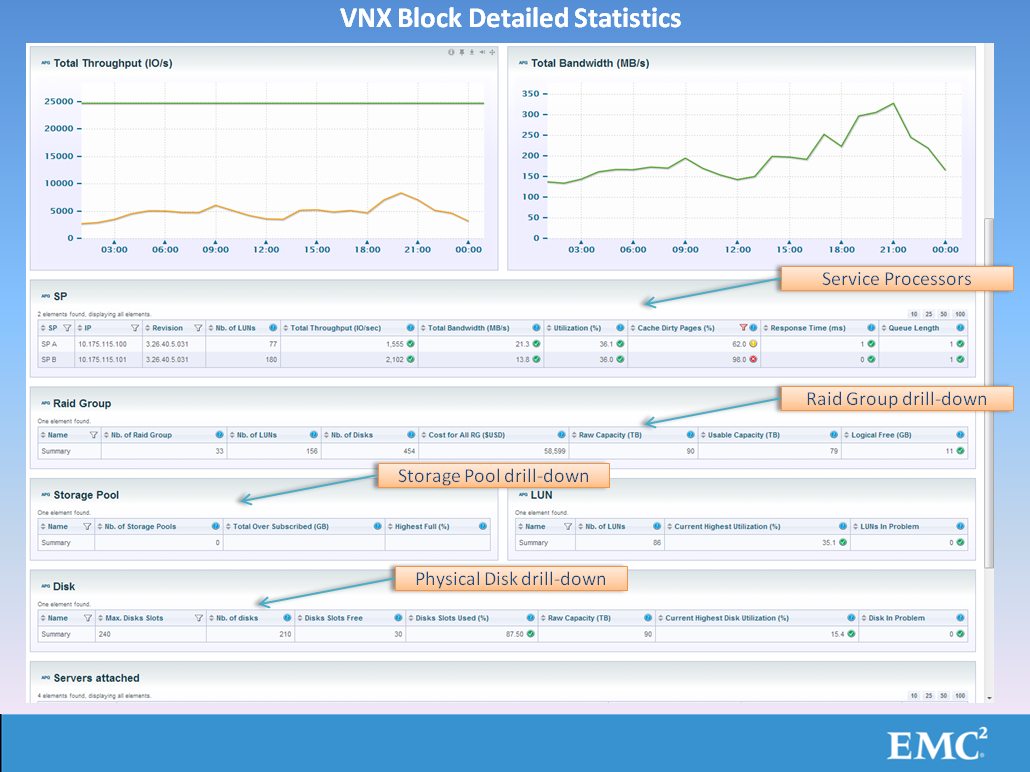 VNX Block Detailed Statistics
APG Total Throughput (IO/s)
25000
20000
15000
10000
5000
0
03:00 06:00 09:00 12:00 15:00 18:00 21:00 00:00
APG Total Bandwidth (MB/s)
350
300
250
200
150
100
50
0
03:00 06:00 09:00 12:00 15:00 18:00 21:00 00:00
Service Processors
APG SP
2 elements found, displaying all elements.
10 25 50 100
SP IP Revision Nb. of LUNs Total Throughput (IO/sec) Total Bandwidth (MB/s) Utilization (%) Cache Dirty Pages (%) Response Time (ms) Queue Length
SP A 10.175.115.100 3.26.40.5.031 77 1,555 21.3 36.1 62.0 1 1
SP B 10.175.115.101 3.26.40.5.031 180 2,102 13.8 36.0 98.0 0 1
Raid Group drill-down
APG Raid Group
One element found.
Name Nb. of Raid Group Nb. of LUNs Nb. of Disks Cost for All RG ($USD) Raw Capacity (TB) Usable Capacity (TB) Logical Free (GB)
Summary 33 156 454 58,599 90 79 11
Storage Pool drill-down
APG Storage Pool
One element found.
Name Nb. of Storage Pools Total Over Subscribed (GB) Highest Full (%)
Summary 0
APG LUN
One element found.
Name Nb. of LUNs Current Highest Utilization (%) LUNs In Problem
Summary 86 35.1 0
Physical Disk drill-down
APG Disk
One element found.
Name Max. Disks Slots Nb. of disks Disks Slots Free Disks Slots Used (%) Raw Capacity (TB) Current Highest Disk Utilization (%) Disk In Problem
Summary 240 210 30 87.50 90 15.4 0
APG Servers attached
4 elements found, displaying all elements.
10 25 50 100
EMC²